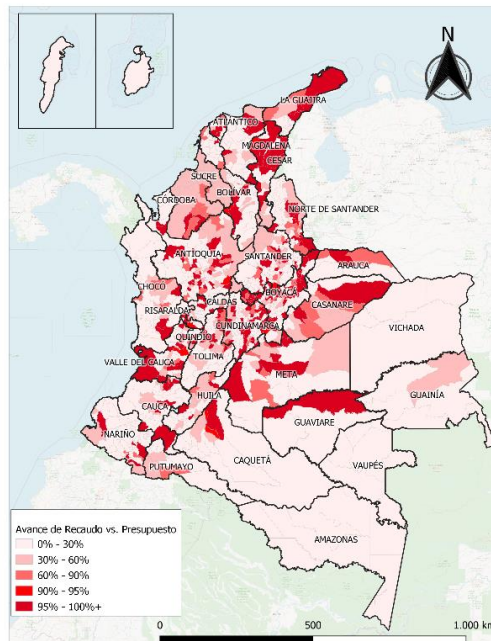 N
LA GUAJIRA
ATLÁNTICO
MAGDALENA
CESAR
SUCRE
BOLÍVAR
CÓRDOBA
NORTE DE SANTANDER
ANTIOQUIA
SANTANDER
ARAUCA
CHOCÓ
BOYACÁ
CALDAS
CASANARE
RISARALDA
CUNDINAMARCA
VICHADA
QUINDIO
TOLIMA
VALLE DEL CAUCA
META
HUILA
GUAINÍA
CAUCA
GUAVIARE
NARIÑO
CAQUETÁ
VAUPÉS
PUTUMAYO
AMAZONAS
Avance de Recaudo vs. Presupuesto
0% - 30%
30% - 60%
60% - 90%
90% - 95%
95% - 100%+
0 500 1.000 km